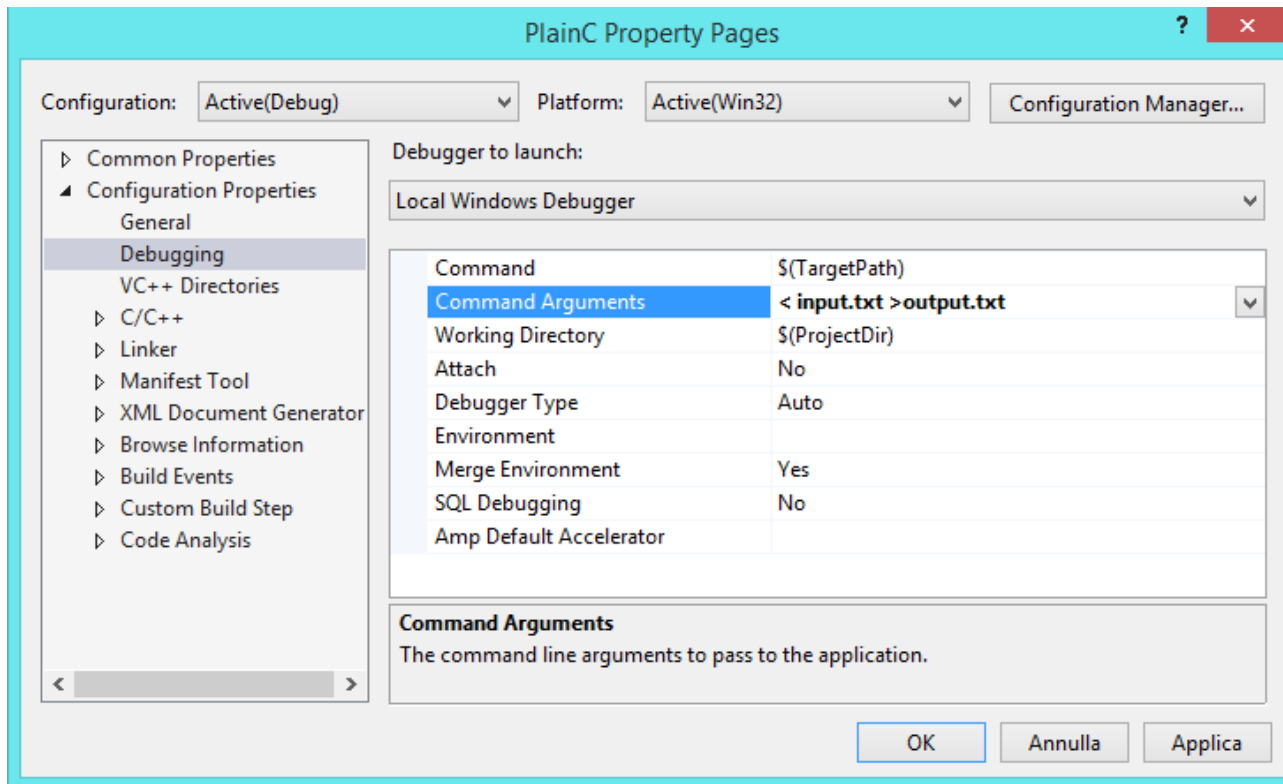 PlainC Property Pages
?
Configuration: Active(Debug) Platform: Active(Win32) Configuration Manager...
Common Properties
Configuration Properties
General
Debugging
VC++ Directories
C/C++
Linker
Manifest Tool
XML Document Generator
Browse Information
Build Events
Custom Build Step
Code Analysis
Debugger to launch:
Local Windows Debugger
Command $(TargetPath)
Command Arguments < input.txt >output.txt
Working Directory $(ProjectDir)
Attach No
Debugger Type Auto
Environment
Merge Environment Yes
SQL Debugging No
Amp Default Accelerator
Command Arguments
The command line arguments to pass to the application.
OK Annulla Applica